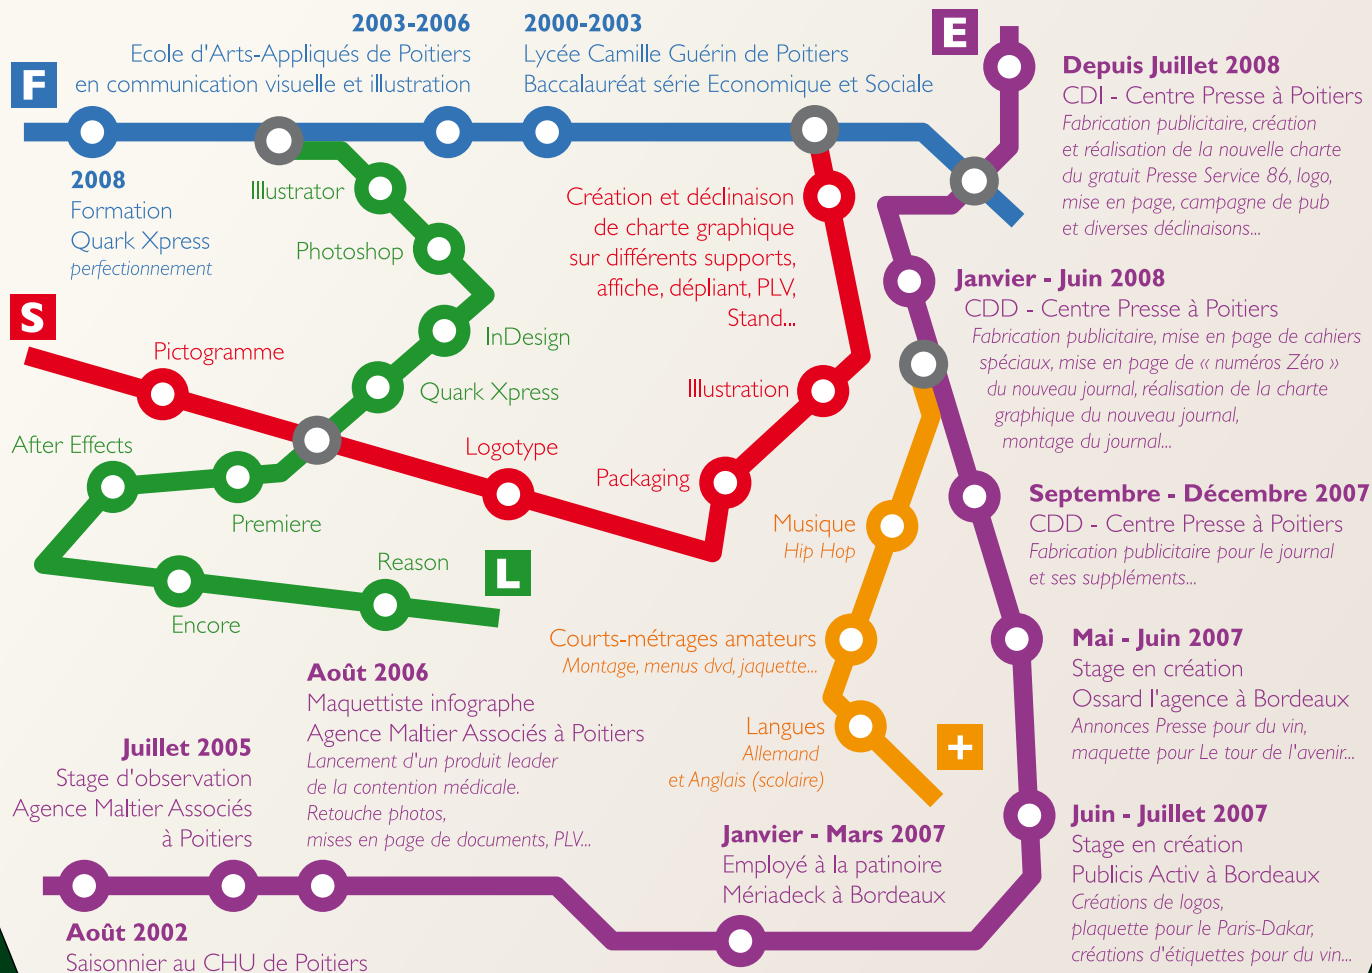 F
2003-2006
Ecole d'Arts-Appliqués de Poitiers
en communication visuelle et illustration
2000-2003
Lycée Camille Guérin de Poitiers
Baccalauréat série Economique et Sociale
2008
Formation
Quark Xpress
perfectionnement
Illustrator
Photoshop
InDesign
Quark Xpress
Premiere
After Effects
Encore
Reason
L
S
Pictogramme
Logotype
Packaging
Illustration
Création et déclinaison
de charte graphique
sur différents supports,
affiche, dépliant, PLV,
Stand...
E
Depuis Juillet 2008
CDI - Centre Presse à Poitiers
Fabrication publicitaire, création
et réalisation de la nouvelle charte
du gratuit Presse Service 86, logo,
mise en page, campagne de pub
et diverses déclinaisons...
Janvier - Juin 2008
CDD - Centre Presse à Poitiers
Fabrication publicitaire, mise en page de cahiers
spéciaux, mise en page de « numéros Zéro »
du nouveau journal, réalisation de la charte
graphique du nouveau journal,
montage du journal...
Septembre - Décembre 2007
CDD - Centre Presse à Poitiers
Fabrication publicitaire pour le journal
et ses suppléments...
Mai - Juin 2007
Stage en création
Ossard l'agence à Bordeaux
Annonces Presse pour du vin,
maquette pour Le tour de l'avenir...
Juin - Juillet 2007
Stage en création
Publicis Activ à Bordeaux
Créations de logos,
plaquette pour le Paris-Dakar,
créations d'étiquettes pour du vin...
Musique
Hip Hop
Courts-métrages amateurs
Montage, menus dvd, jaquette...
Langues
Allemand
et Anglais (scolaire)
+
Janvier - Mars 2007
Employé à la patinoire
Mériadeck à Bordeaux
Août 2006
Maquettiste infographe
Agence Maltier Associés à Poitiers
Lancement d'un produit leader
de la contention médicale.
Retouche photos,
mises en page de documents, PLV...
Juillet 2005
Stage d'observation
Agence Maltier Associés
à Poitiers
Août 2002
Saisonnier au CHU de Poitiers